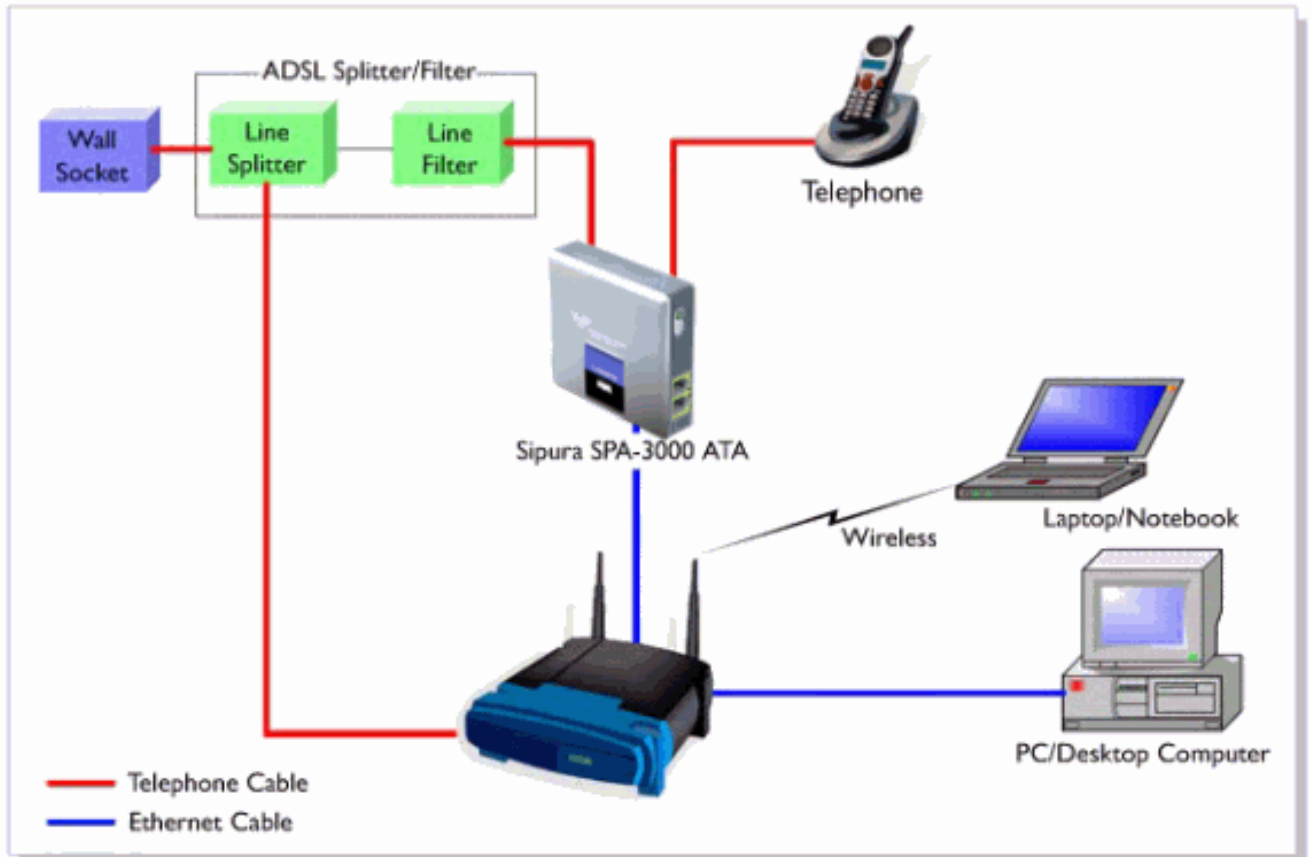 ADSL Splitter/Filter
Wall
Socket
Line
Splitter
Line
Filter
Telephone
Sipura SPA-3000 ATA
Laptop/Notebook
Wireless
PC/Desktop Computer
Telephone Cable
Ethernet Cable